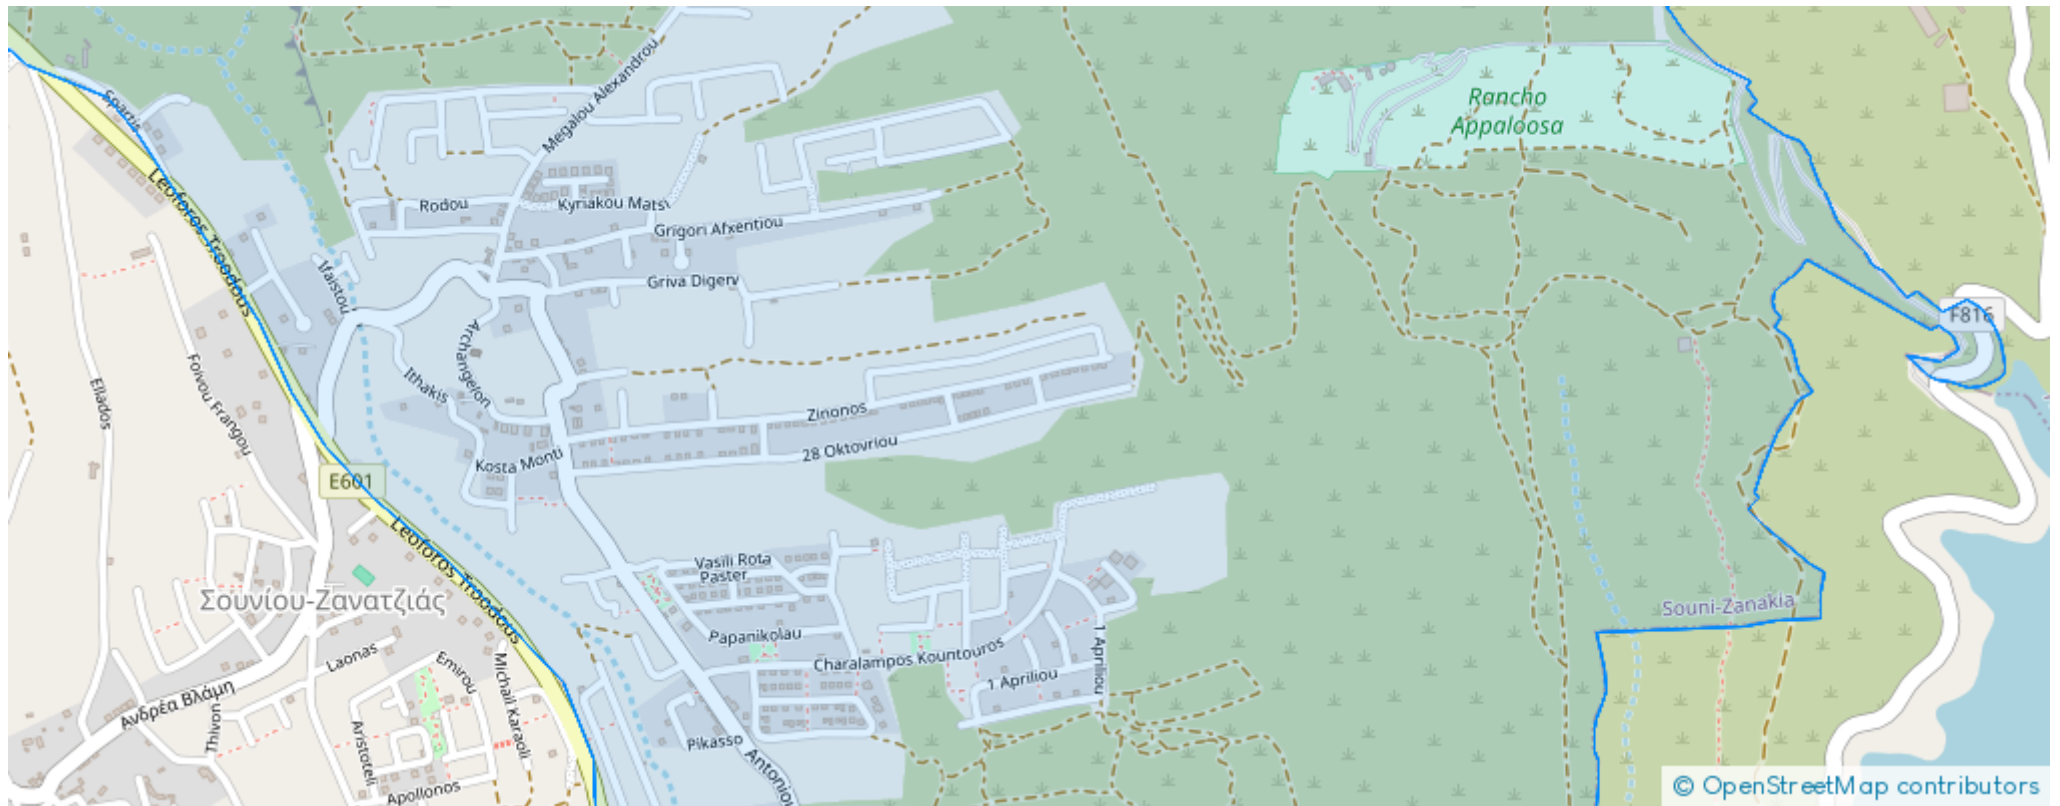 Spartis
Megalou Alexandrou
Rancho
Appaloosa
Leoforos Troodous
Rodou
Kyriakou Matsi
Grigori Afxentiou
Ifaistou
Griva Digeni
F816
Archangelon
Ithakis
Foivou Frangou
Ellados
Zinonos
28 Oktovriou
Kosta Monti
E601
Leoforos Troodous
Vasili Rota
Paster
Σουνίου-Ζανατζιάς
Souni-Zanakia
Papanikolau
Charalampos Kountouros
1 Apriliou
1 Apriliou
Laonas
Emirou
Michail Karaoli
Ανδρέα Βλάμη
Thivon
Aristoteli
Pikasso
Antoniou
Apollonos
© OpenStreetMap contributors